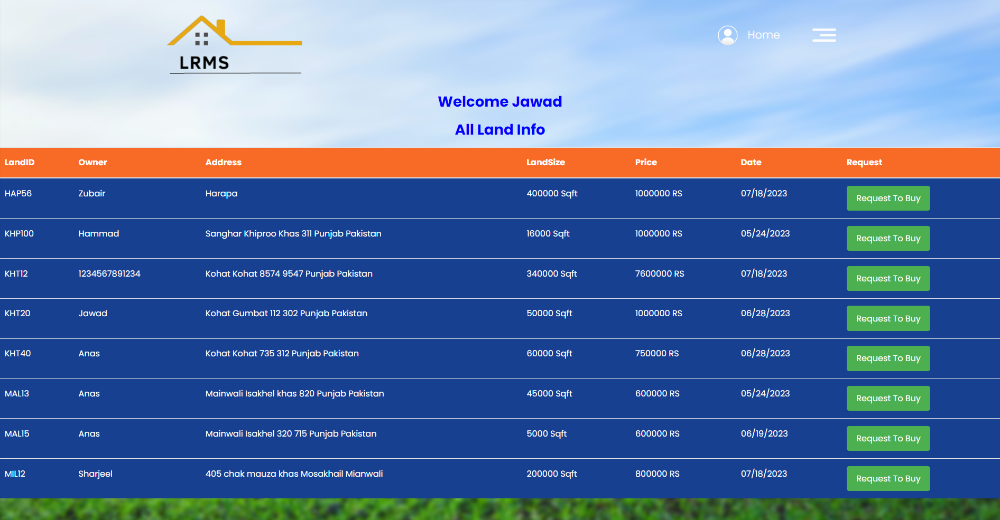 LRMS
Home
Welcome Jawad
All Land Info
LandID Owner Address LandSize Price Date Request
HAP56 Zubair Harapa 400000 Sqft 1000000 RS 07/18/2023 Request To Buy
KHP100 Hammad Sanghar Khiproo Khas 311 Punjab Pakistan 16000 Sqft 1000000 RS 05/24/2023 Request To Buy
KHT12 1234567891234 Kohat Kohat 8574 9547 Punjab Pakistan 340000 Sqft 7600000 RS 07/18/2023 Request To Buy
KHT20 Jawad Kohat Gumbat 112 302 Punjab Pakistan 50000 Sqft 1000000 RS 06/28/2023 Request To Buy
KHT40 Anas Kohat Kohat 735 312 Punjab Pakistan 60000 Sqft 750000 RS 06/28/2023 Request To Buy
MAL13 Anas Mainwali Isakhel khas 820 Punjab Pakistan 45000 Sqft 600000 RS 05/24/2023 Request To Buy
MAL15 Anas Mainwali Isakhel 320 715 Punjab Pakistan 5000 Sqft 600000 RS 06/19/2023 Request To Buy
MIL12 Sharjeel 405 chak mauza khas Mosakhail Mianwali 200000 Sqft 800000 RS 07/18/2023 Request To Buy